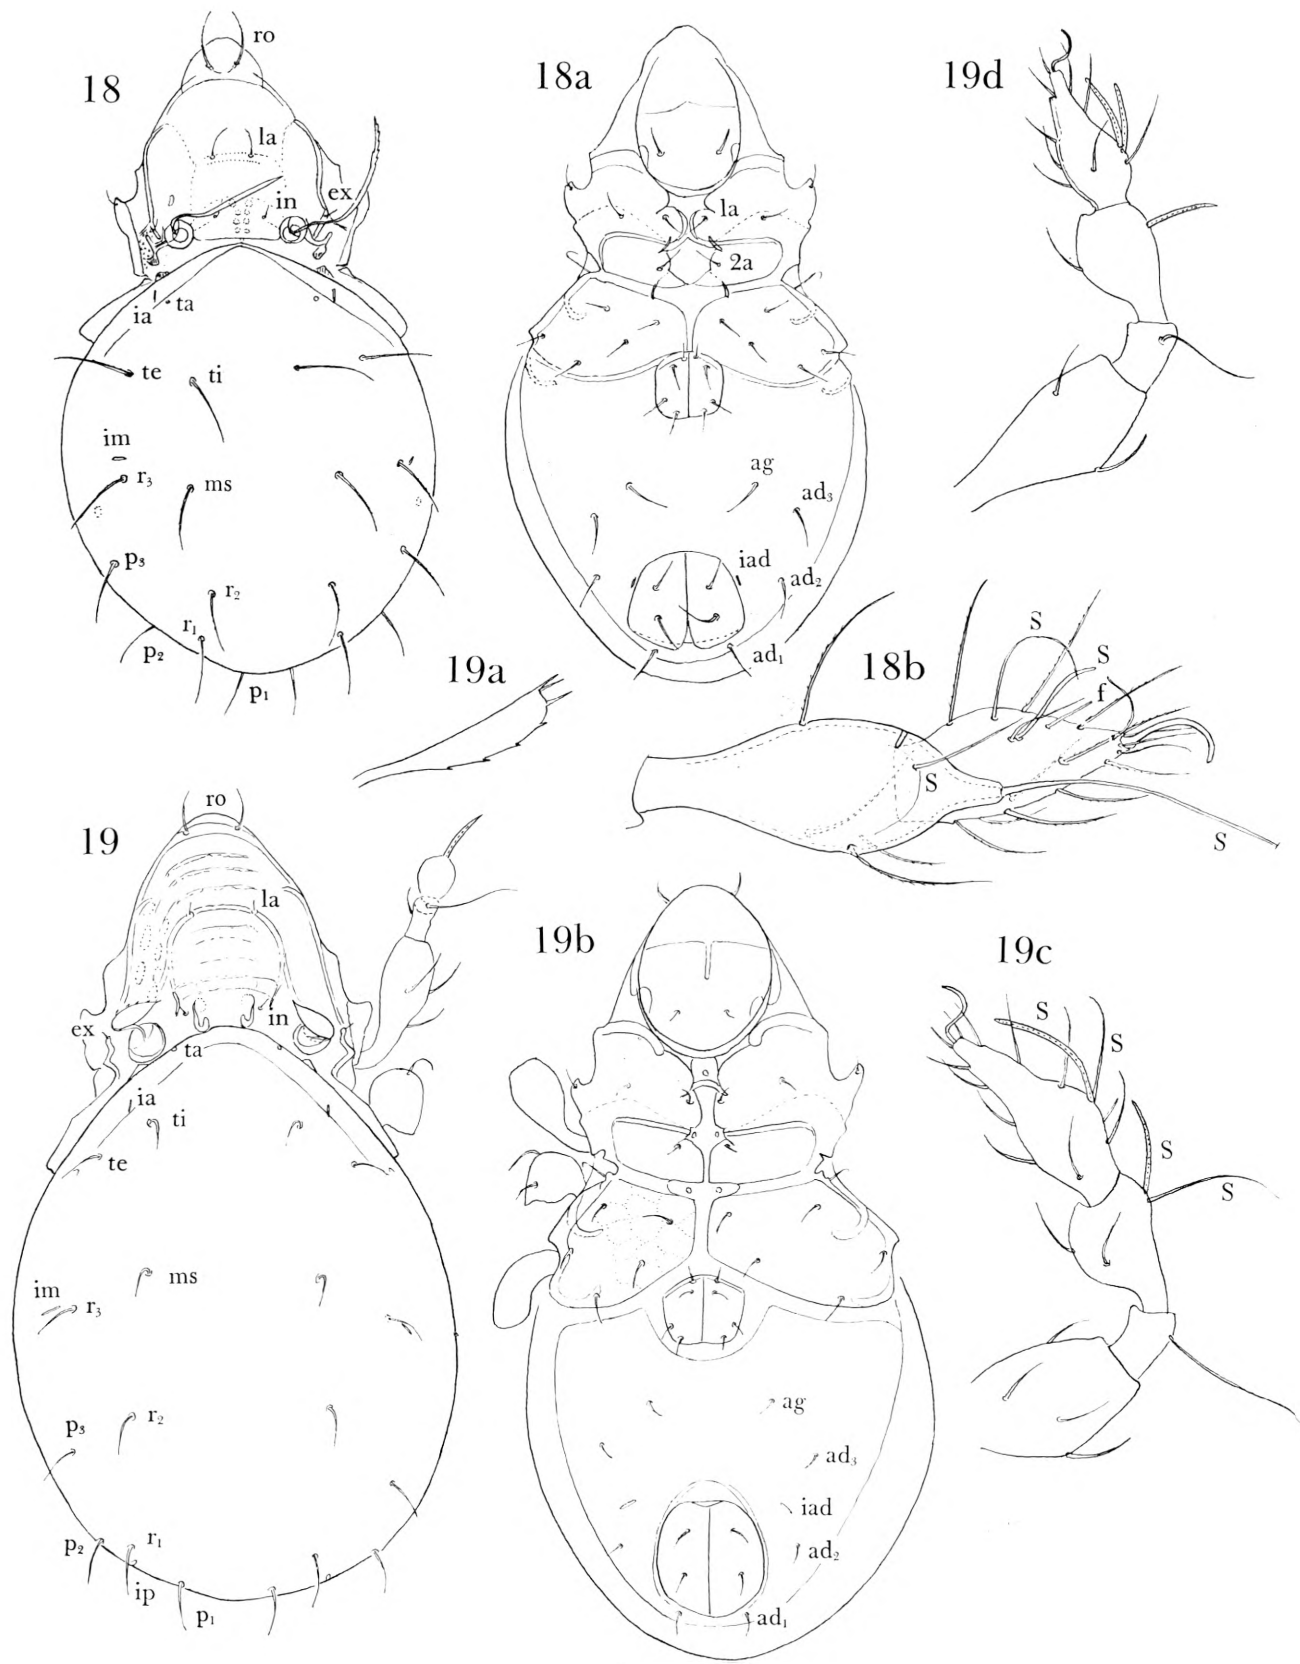 18
ro
la
in
ex
ia
ta
te
ti
im
r₃
ms
p₃
r₂
r₁
p₂
p₁
18a
la
2a
ag
ad₃
iad
ad₂
ad₁
19d
19a
18b
S
S
f
S
S
19
ro
la
ex
in
ta
ia
ti
te
im
r₃
ms
r₂
p₃
p₂
r₁
ip
p₁
19b
ag
ad₃
iad
ad₂
ad₁
19c
S
S
S
S